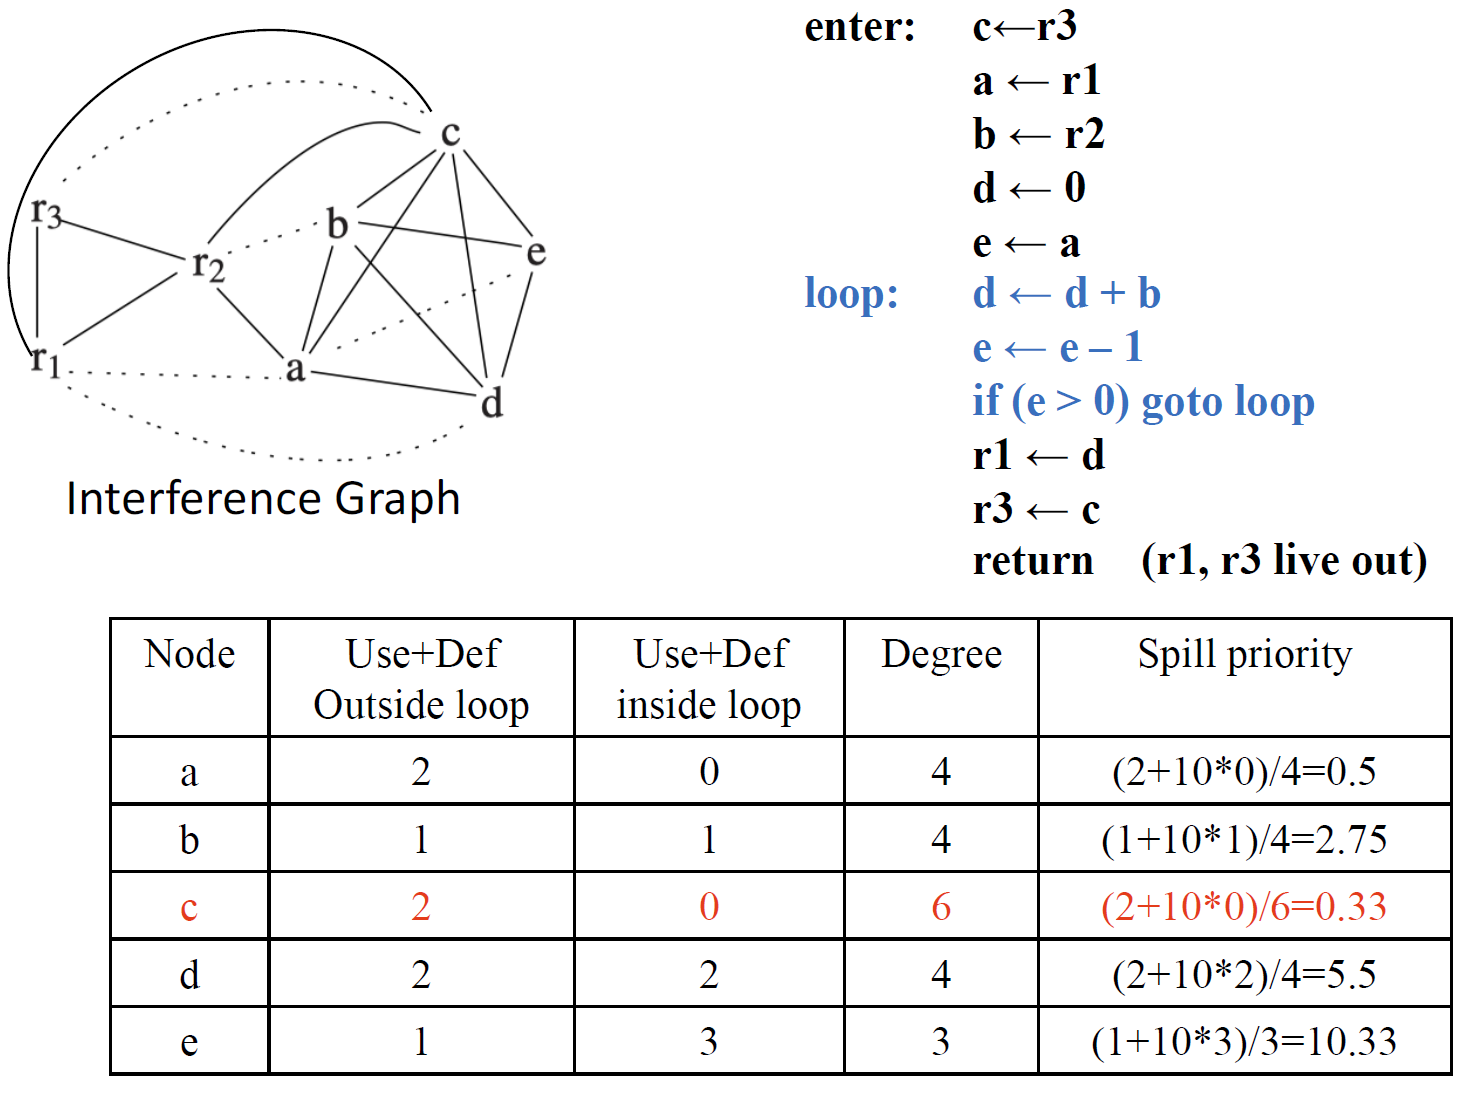 enter: c←r3
a ← r1
b ← r2
d ← 0
e ← a
loop: d ← d + b
e ← e – 1
if (e > 0) goto loop
r1 ← d
r3 ← c
return (r1, r3 live out)
c
r3
b
r2
e
r1
a
d
Interference Graph
Node Use+Def Outside loop Use+Def inside loop Degree Spill priority
a 2 0 4 (2+10*0)/4=0.5
b 1 1 4 (1+10*1)/4=2.75
c 2 0 6 (2+10*0)/6=0.33
d 2 2 4 (2+10*2)/4=5.5
e 1 3 3 (1+10*3)/3=10.33